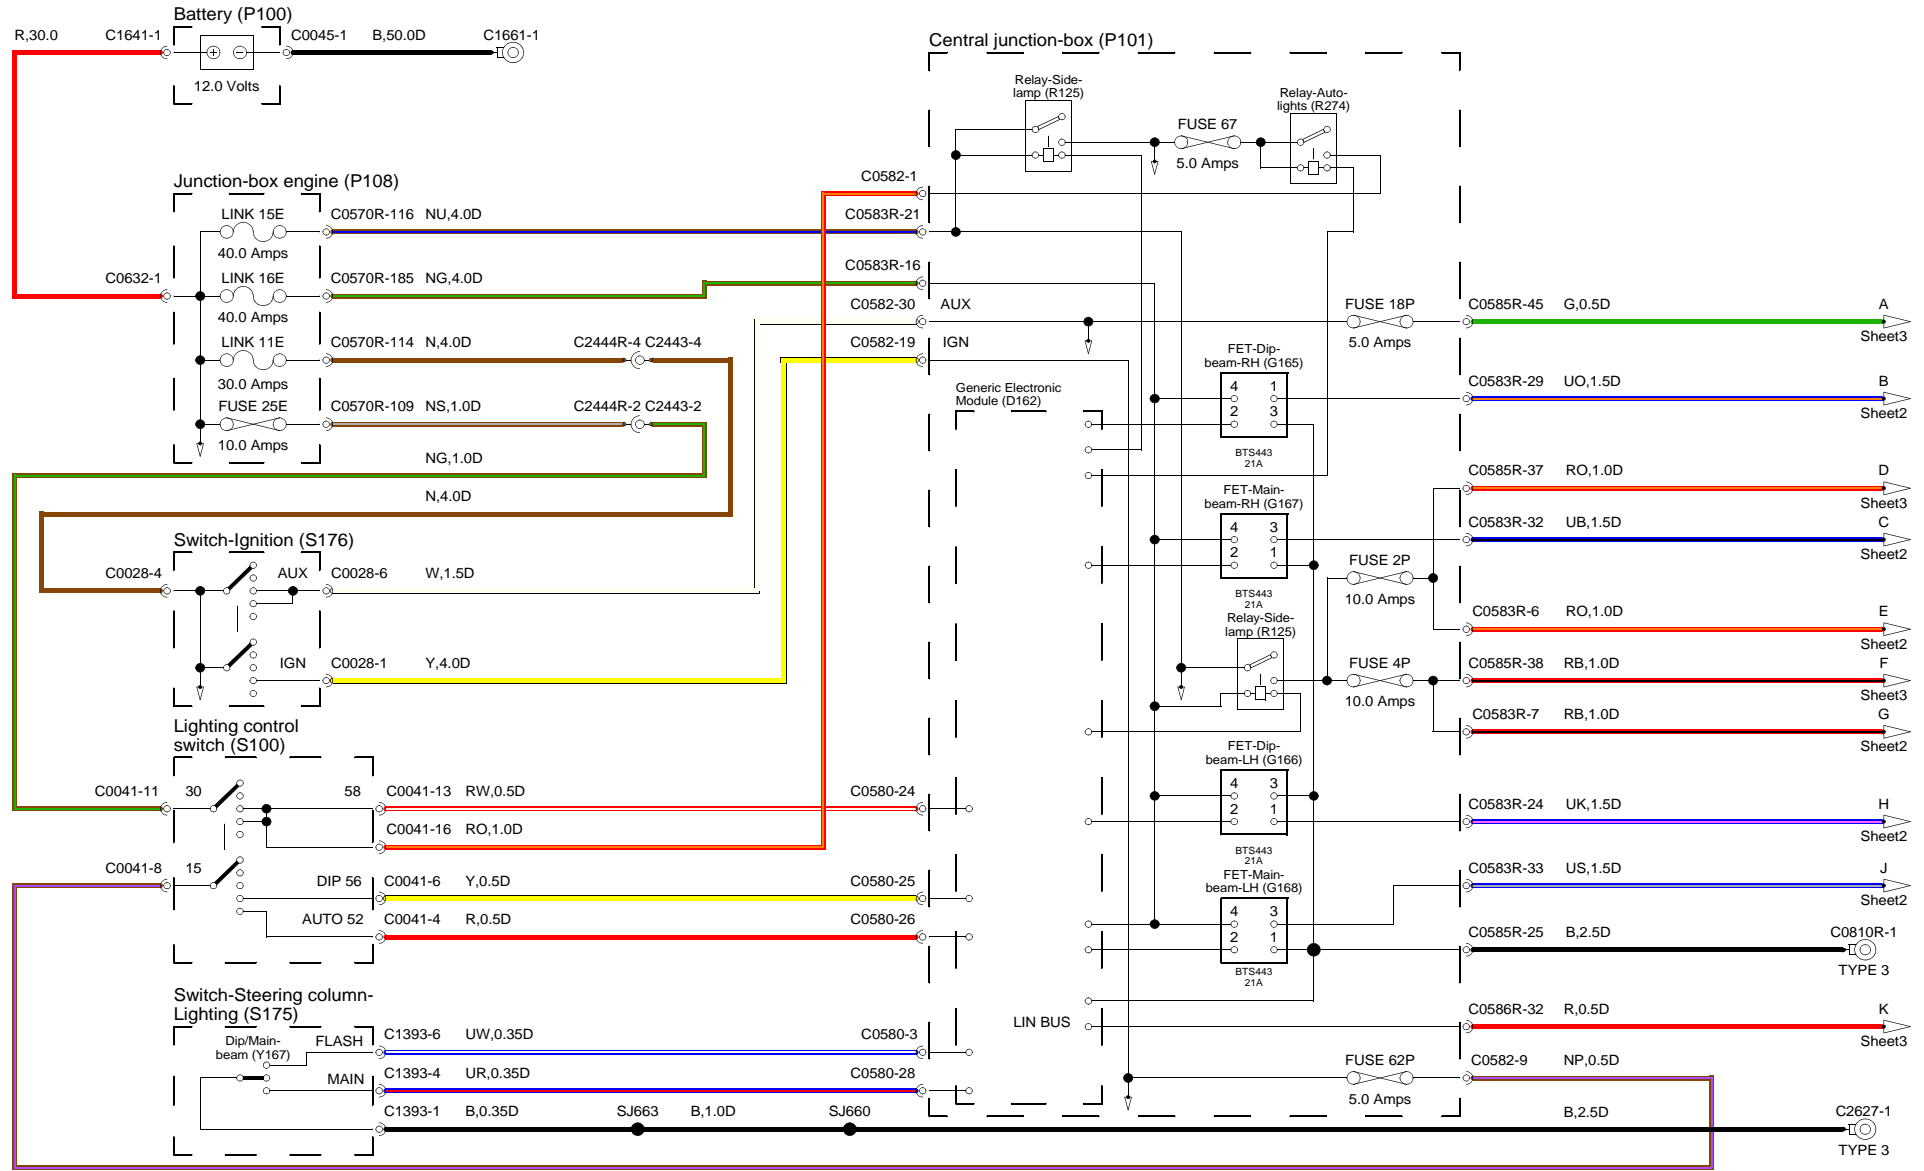 Battery (P100)
R,30.0 C1641-1 C0045-1 B,50.0D C1661-1
12.0 Volts
Central junction-box (P101)
Relay-Side-
lamp (R125)
Relay-Auto-
lights (R274)
FUSE 67
5.0 Amps
Junction-box engine (P108)
C0582-1
LINK 15E C0570R-116 NU,4.0D C0583R-21
40.0 Amps
C0632-1 LINK 16E C0570R-185 NG,4.0D C0583R-16
40.0 Amps
C0582-30 AUX FUSE 18P C0585R-45 G,0.5D A
5.0 Amps Sheet3
LINK 11E C0570R-114 N,4.0D C2444R-4 C2443-4 C0582-19 IGN
30.0 Amps
FET-Dip-
beam-RH (G165)
4 1
2 3
BTS443
21A
C0583R-29 UO,1.5D B
Sheet2
Generic Electronic
Module (D162)
FUSE 25E C0570R-109 NS,1.0D C2444R-2 C2443-2
10.0 Amps
NG,1.0D
N,4.0D
C0585R-37 RO,1.0D D
Sheet3
FET-Main-
beam-RH (G167)
4 3
2 1
BTS443
21A
C0583R-32 UB,1.5D C
Sheet2
Switch-Ignition (S176)
C0028-4 AUX C0028-6 W,1.5D
FUSE 2P
10.0 Amps
C0583R-6 RO,1.0D E
Sheet2
Relay-Side-
lamp (R125)
IGN C0028-1 Y,4.0D
FUSE 4P
10.0 Amps
C0585R-38 RB,1.0D F
Sheet3
C0583R-7 RB,1.0D G
Sheet2
Lighting control
switch (S100)
FET-Dip-
beam-LH (G166)
4 3
2 1
BTS443
21A
C0041-11 30 58 C0041-13 RW,0.5D C0580-24
C0583R-24 UK,1.5D H
Sheet2
C0041-16 RO,1.0D
C0041-8 15
DIP 56 C0041-6 Y,0.5D C0580-25
FET-Main-
beam-LH (G168)
4 3
2 1
BTS443
21A
C0583R-33 US,1.5D J
Sheet2
AUTO 52 C0041-4 R,0.5D C0580-26
C0585R-25 B,2.5D C0810R-1
TYPE 3
Switch-Steering column-
Lighting (S175)
LIN BUS C0586R-32 R,0.5D K
Sheet3
Dip/Main-
beam (Y167)
FLASH C1393-6 UW,0.35D C0580-3
MAIN C1393-4 UR,0.35D C0580-28
FUSE 62P C0582-9 NP,0.5D
5.0 Amps
C1393-1 B,0.35D SJ663 B,1.0D SJ660 B,2.5D C2627-1
TYPE 3